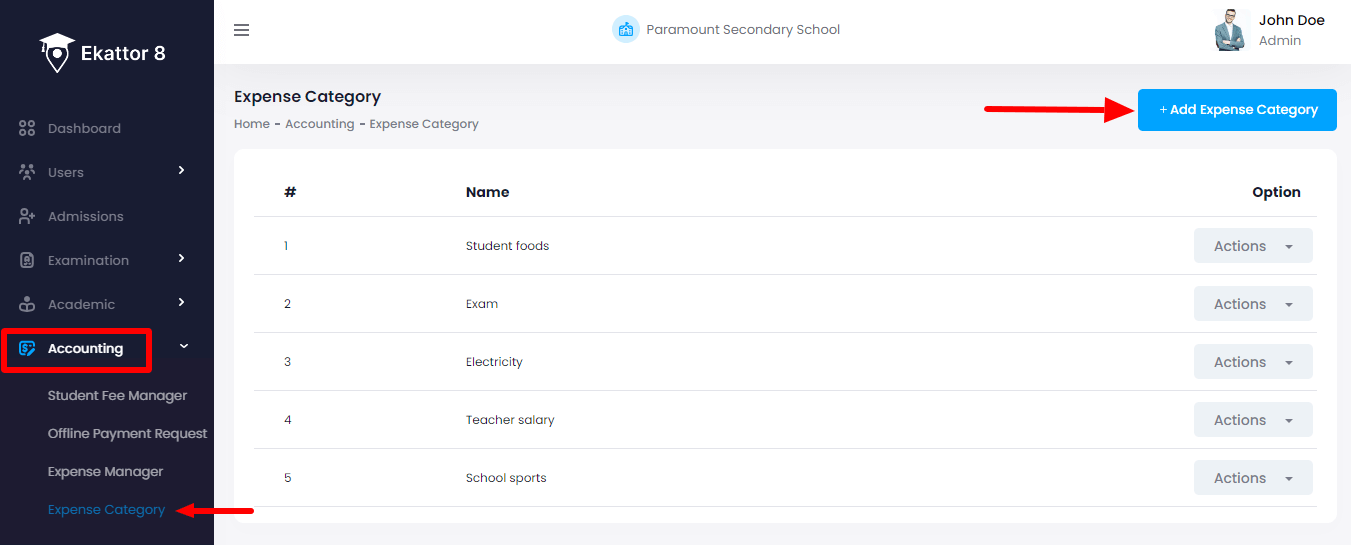 Ekattor 8
Paramount Secondary School
John Doe
Admin
Dashboard
Users
Admissions
Examination
Academic
Accounting
Student Fee Manager
Offline Payment Request
Expense Manager
Expense Category
Expense Category
Home - Accounting - Expense Category
+ Add Expense Category
# Name Option
1 Student foods Actions
2 Exam Actions
3 Electricity Actions
4 Teacher salary Actions
5 School sports Actions